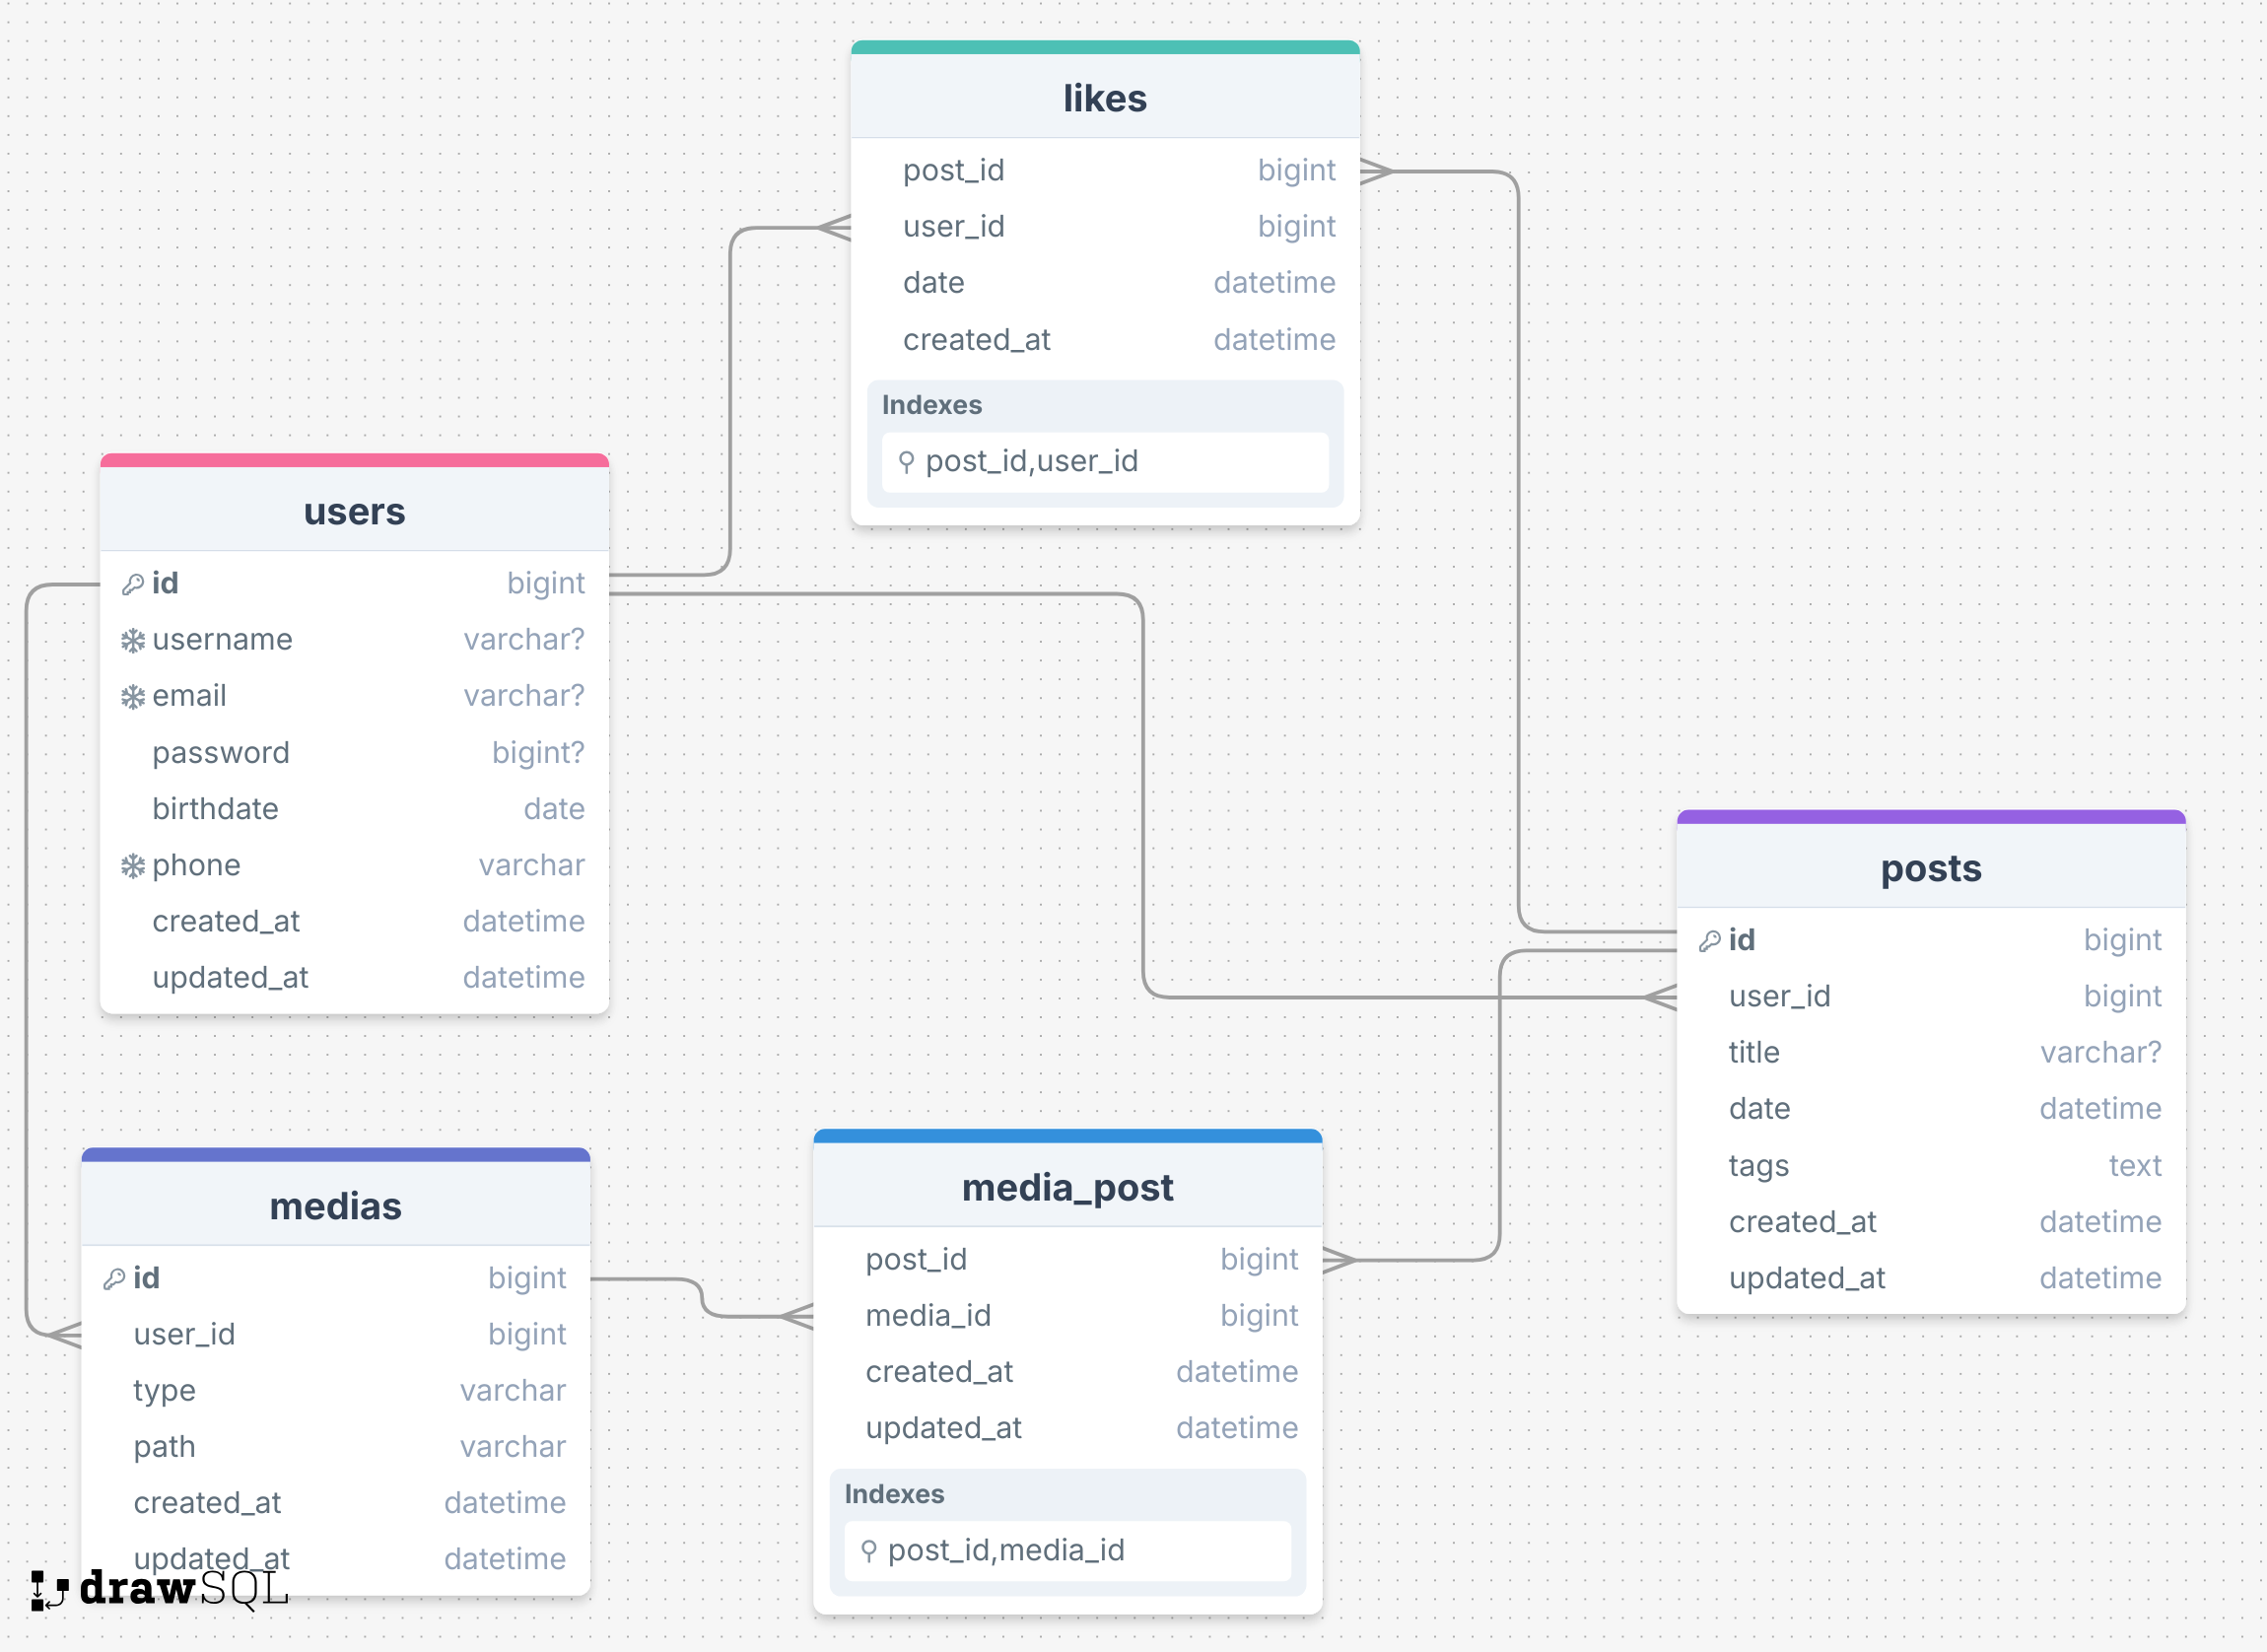 likes
post_id bigint
user_id bigint
date datetime
created_at datetime
Indexes
post_id,user_id
users
id bigint
username varchar?
email varchar?
password bigint?
birthdate date
phone varchar
created_at datetime
updated_at datetime
posts
id bigint
user_id bigint
title varchar?
date datetime
tags text
created_at datetime
updated_at datetime
medias
id bigint
user_id bigint
type varchar
path varchar
created_at datetime
updated_at datetime
media_post
post_id bigint
media_id bigint
created_at datetime
updated_at datetime
Indexes
post_id,media_id
drawSQL